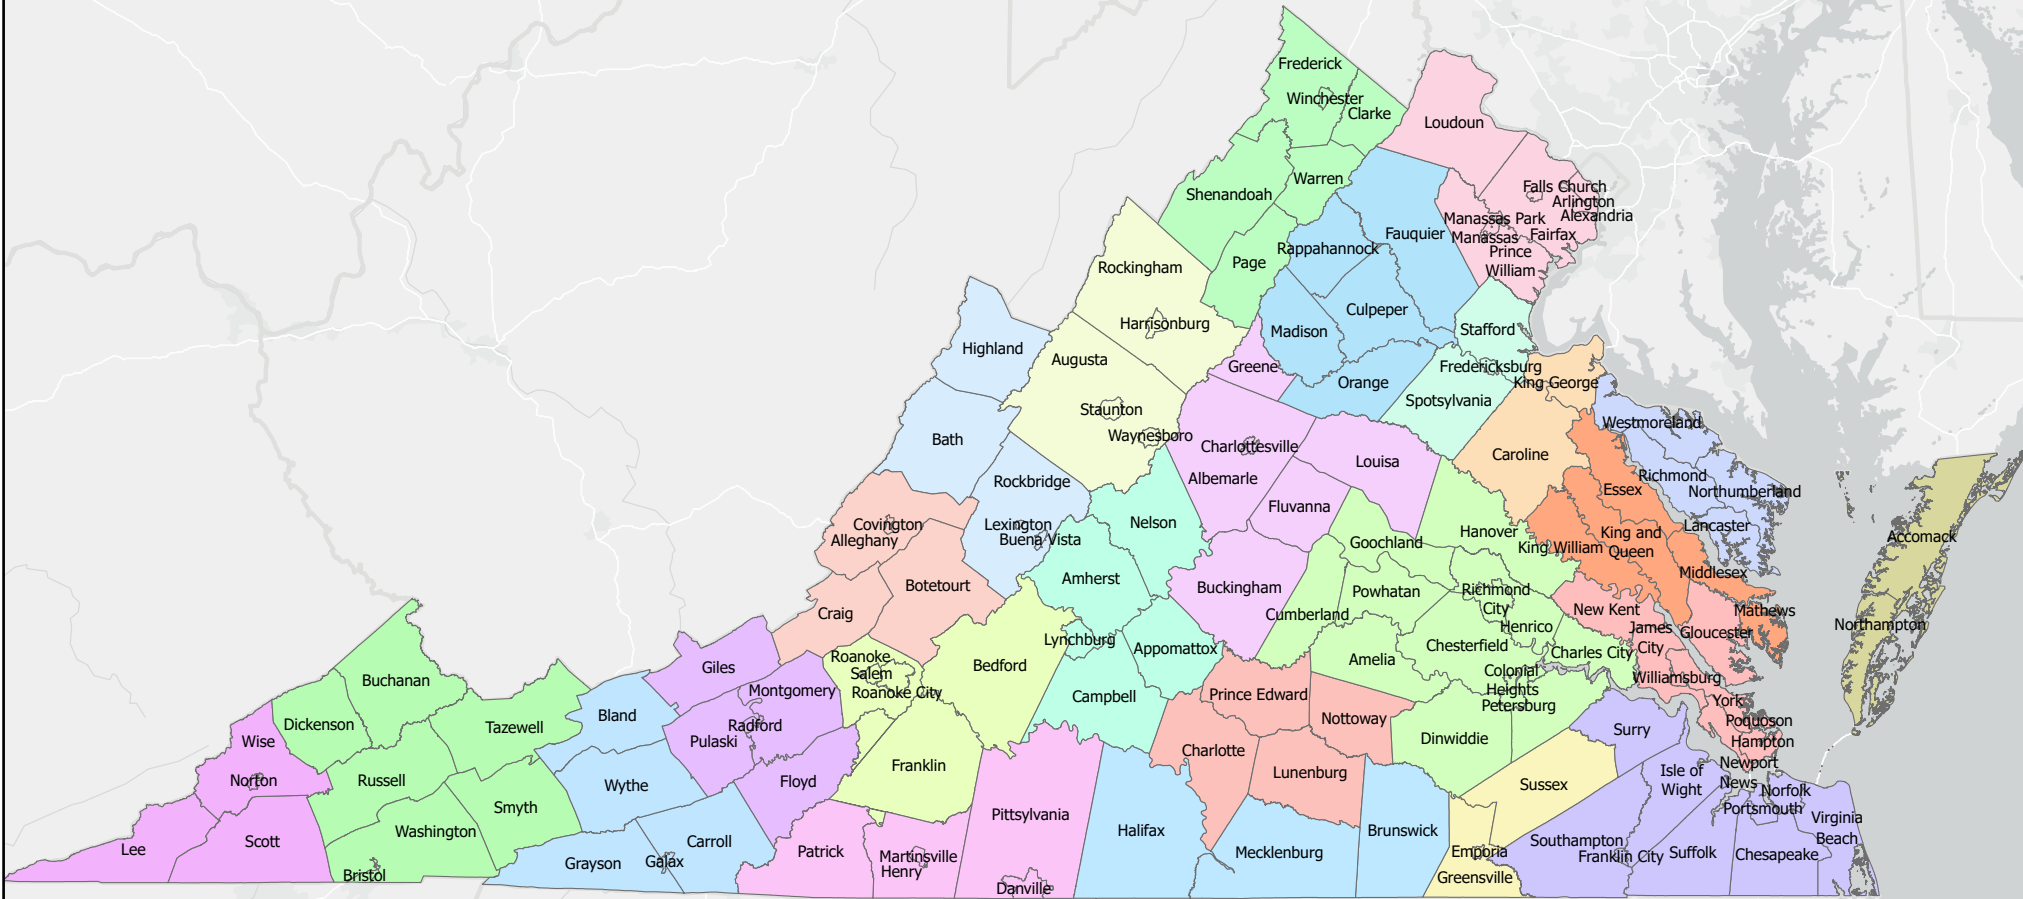 Frederick
Winchester
Clarke
Loudoun
Warren
Shenandoah
Falls Church
Arlington
Alexandria
Manassas Park
Fairfax
Manassas
Prince
William
Fauquier
Rappahannock
Page
Rockingham
Harrisonburg
Culpeper
Madison
Stafford
Highland
Augusta
Greene
Fredericksburg
King George
Orange
Spotsylvania
Staunton
Waynesboro
Westmoreland
Bath
Charlottesville
Caroline
Louisa
Albemarle
Rockbridge
Richmond
Essex
Northumberland
Fluvanna
Nelson
Lexington
Covington
Lancaster
Hanover
King and
Queen
Accomack
Alleghany
Buena Vista
Goochland
King William
Middlesex
Amherst
Botetourt
Buckingham
Powhatan
Richmond
City
Cumberland
New Kent
Mathews
Craig
Henrico
James
City
Gloucester
Northampton
Lynchburg
Appomattox
Chesterfield
Charles City
Amelia
Roanoke
Salem
Bedford
Giles
Colonial
Heights
Williamsburg
Buchanan
Montgomery
Roanoke City
Campbell
Prince Edward
Petersburg
York
Bland
Nottoway
Poquoson
Dickenson
Tazewell
Radford
Surry
Wise
Pulaski
Dinwiddie
Hampton
Charlotte
Newport
News
Franklin
Isle of
Wight
Norton
Russell
Floyd
Lunenburg
Wythe
Sussex
Norfolk
Smyth
Portsmouth
Pittsylvania
Virginia
Beach
Washington
Halifax
Brunswick
Scott
Carroll
Southampton
Lee
Patrick
Mecklenburg
Emporia
Suffolk
Chesapeake
Martinsville
Franklin City
Grayson
Galax
Henry
Bristol
Greensville
Danville